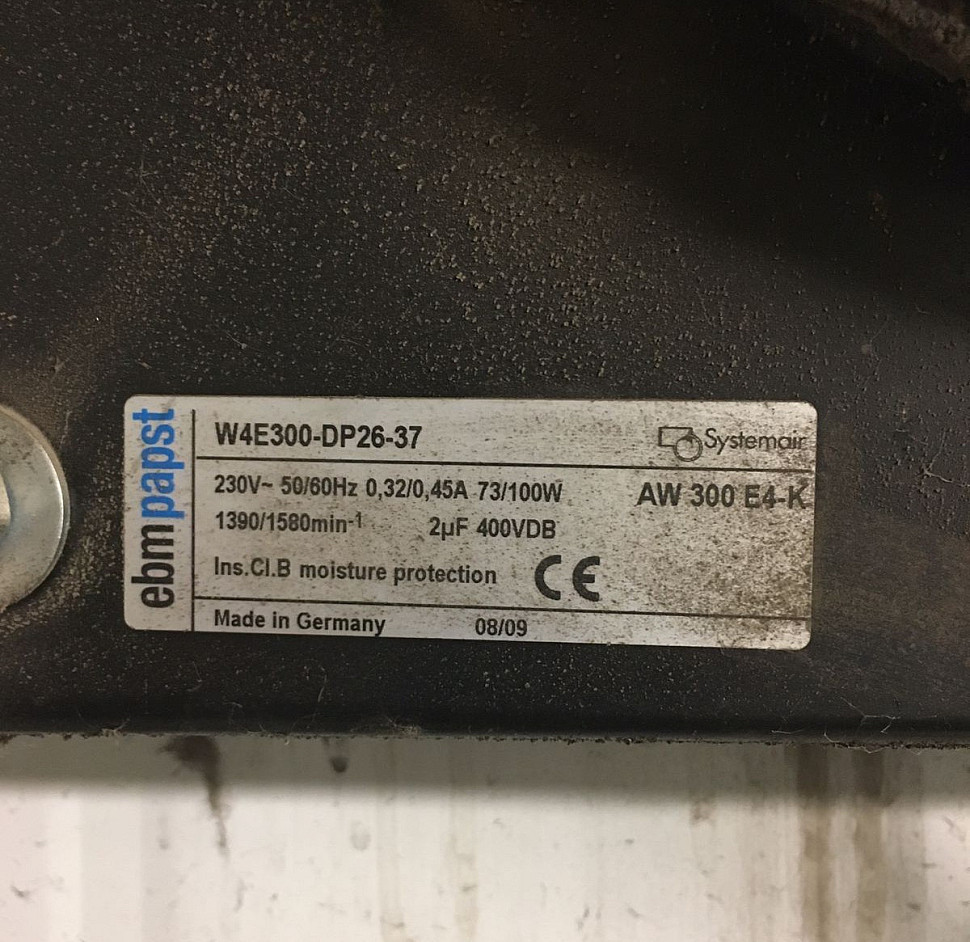 ebmpapst
W4E300-DP26-37 Systemair
230V~ 50/60Hz 0,32/0,45A 73/100W AW 300 E4-K
1390/1580min-1 2µF 400VDB
Ins.Cl.B moisture protection CE
Made in Germany 08/09